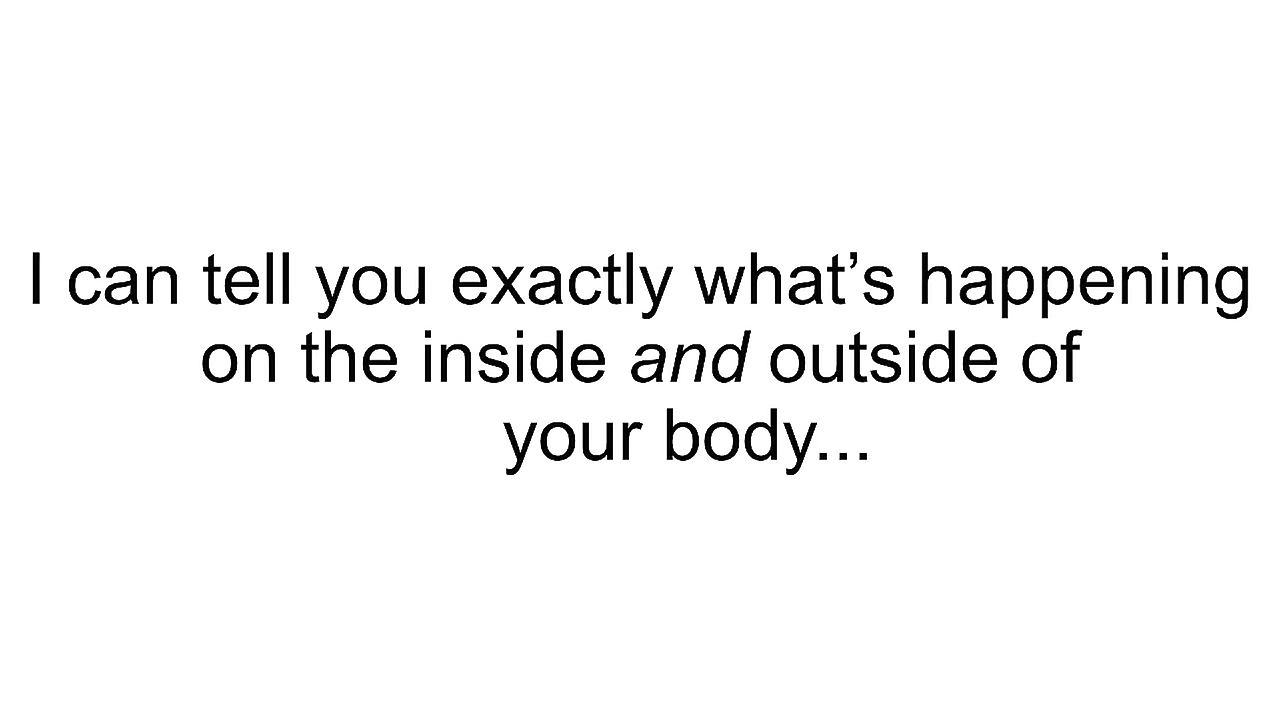 I can tell you exactly what’s happening
on the inside and outside of
your body...